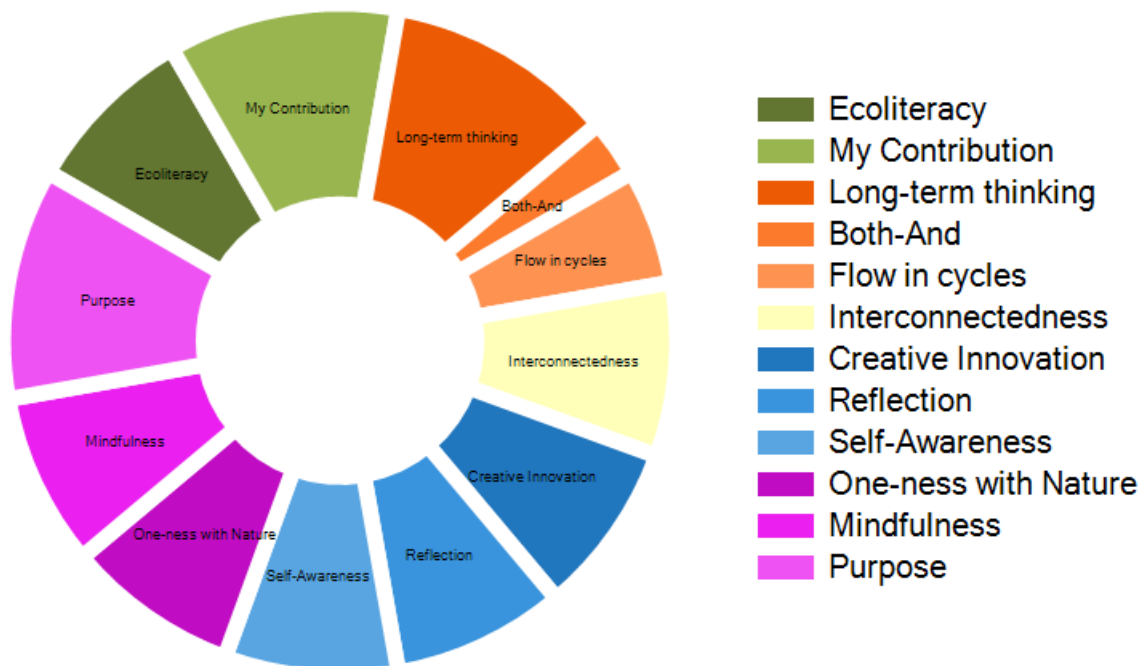 My Contribution
Long-term thinking
Ecoliteracy
Both-And
Flow in cycles
Purpose
Interconnectedness
Mindfulness
Creative Innovation
One-ness with Nature
Reflection
Self-Awareness
Ecoliteracy
My Contribution
Long-term thinking
Both-And
Flow in cycles
Interconnectedness
Creative Innovation
Reflection
Self-Awareness
One-ness with Nature
Mindfulness
Purpose